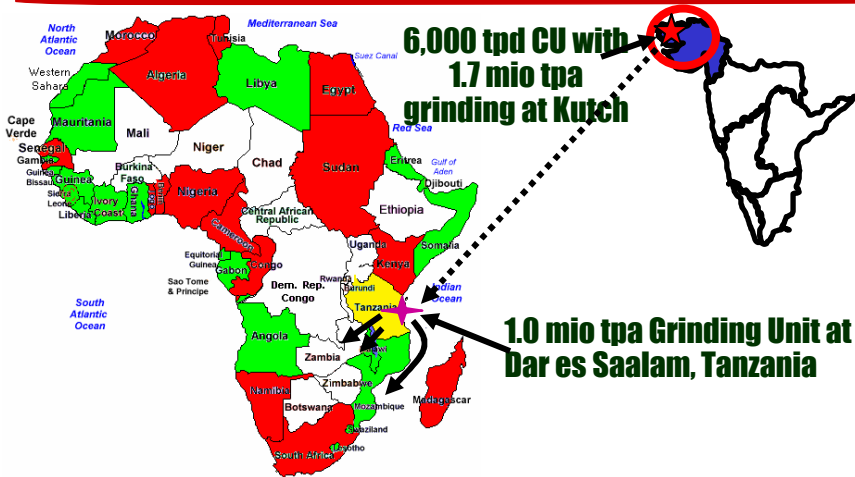 Mediterranean Sea
North
Atlantic
Ocean
Morocco
Tunisia
Suez Canal
Algeria
Libya
Egypt
Western
Sahara
Cape
Verde
Mauritania
Mali
Niger
Chad
Sudan
Red Sea
Eritrea
Gulf of
Aden
Djibouti
Senegal
Gambia
Guinea
Bissau
Guinea
Burkina
Faso
Sierra
Leone
Liberia
Ivory
Coast
Ghana
Nigeria
Cameroon
Central African
Republic
Ethiopia
Somalia
Equitorial
Guinea
Gabon
Congo
Uganda
Kenya
Sao Tome
& Principe
Dem. Rep.
Congo
Rwanda
Burundi
Tanzania
Indian
Ocean
South
Atlantic
Ocean
Angola
Zambia
Malawi
Zimbabwe
Mozambique
Namibia
Botswana
Madagascar
Swaziland
Lesotho
South Africa
6,000 tpd CU with
1.7 mio tpa
grinding at Kutch
1.0 mio tpa Grinding Unit at
Dar es Saalam, Tanzania